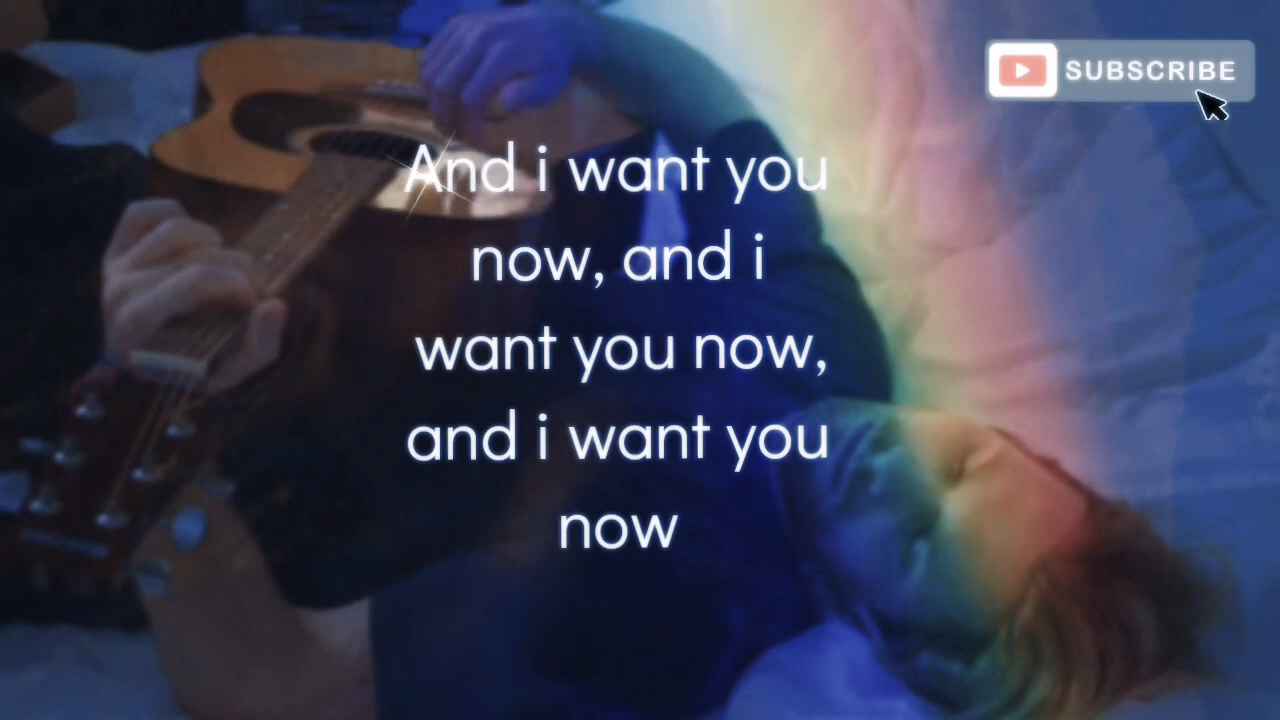 SUBSCRIBE
And i want you
now, and i
want you now,
and i want you
now